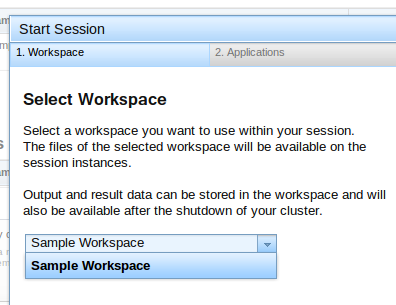 Start Session
1. Workspace
2. Applications
Select Workspace
Select a workspace you want to use within your session.
The files of the selected workspace will be available on the
session instances.
Output and result data can be stored in the workspace and will
also be available after the shutdown of your cluster.
Sample Workspace
Sample Workspace